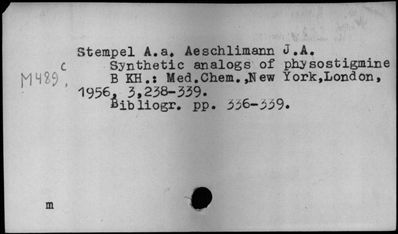 Stempel A.a. Aeschlimann J.A.
c Synthetic analogs of physostigmine
M489, B KH.: Med.Chem.,New York,London,
1956, 3,238-339.
Bibliogr. pp. 336-339.
m